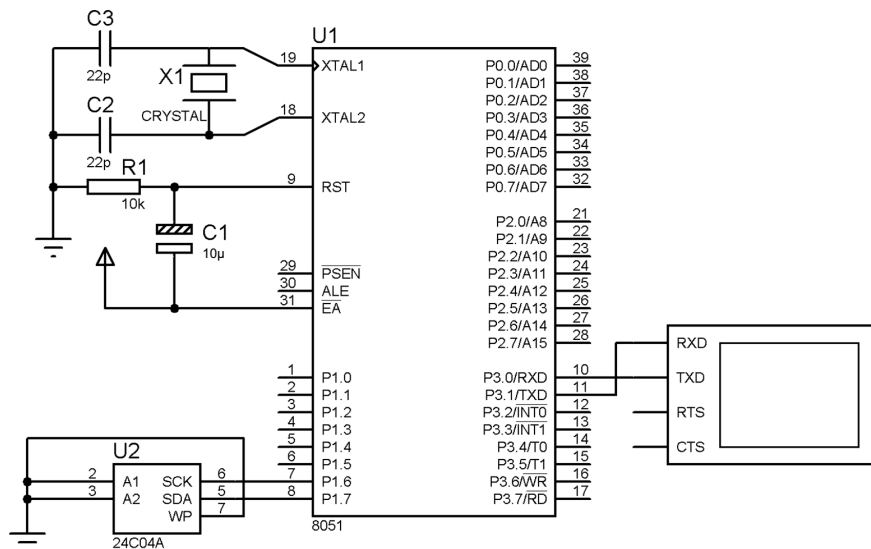 C3
22p
X1
CRYSTAL
C2
22p
R1
10k
C1
10µ
U1
19 XTAL1
18 XTAL2
9 RST
29 PSEN
30 ALE
31 EA
1 P1.0
2 P1.1
3 P1.2
4 P1.3
5 P1.4
6 P1.5
7 P1.6
8 P1.7
P0.0/AD0 39
P0.1/AD1 38
P0.2/AD2 37
P0.3/AD3 36
P0.4/AD4 35
P0.5/AD5 34
P0.6/AD6 33
P0.7/AD7 32
P2.0/A8 21
P2.1/A9 22
P2.2/A10 23
P2.3/A11 24
P2.4/A12 25
P2.5/A13 26
P2.6/A14 27
P2.7/A15 28
P3.0/RXD 10
P3.1/TXD 11
P3.2/INT0 12
P3.3/INT1 13
P3.4/T0 14
P3.5/T1 15
P3.6/WR 16
P3.7/RD 17
8051
U2
2 A1
3 A2
SCK 6
SDA 5
WP 7
24C04A
RXD
TXD
RTS
CTS